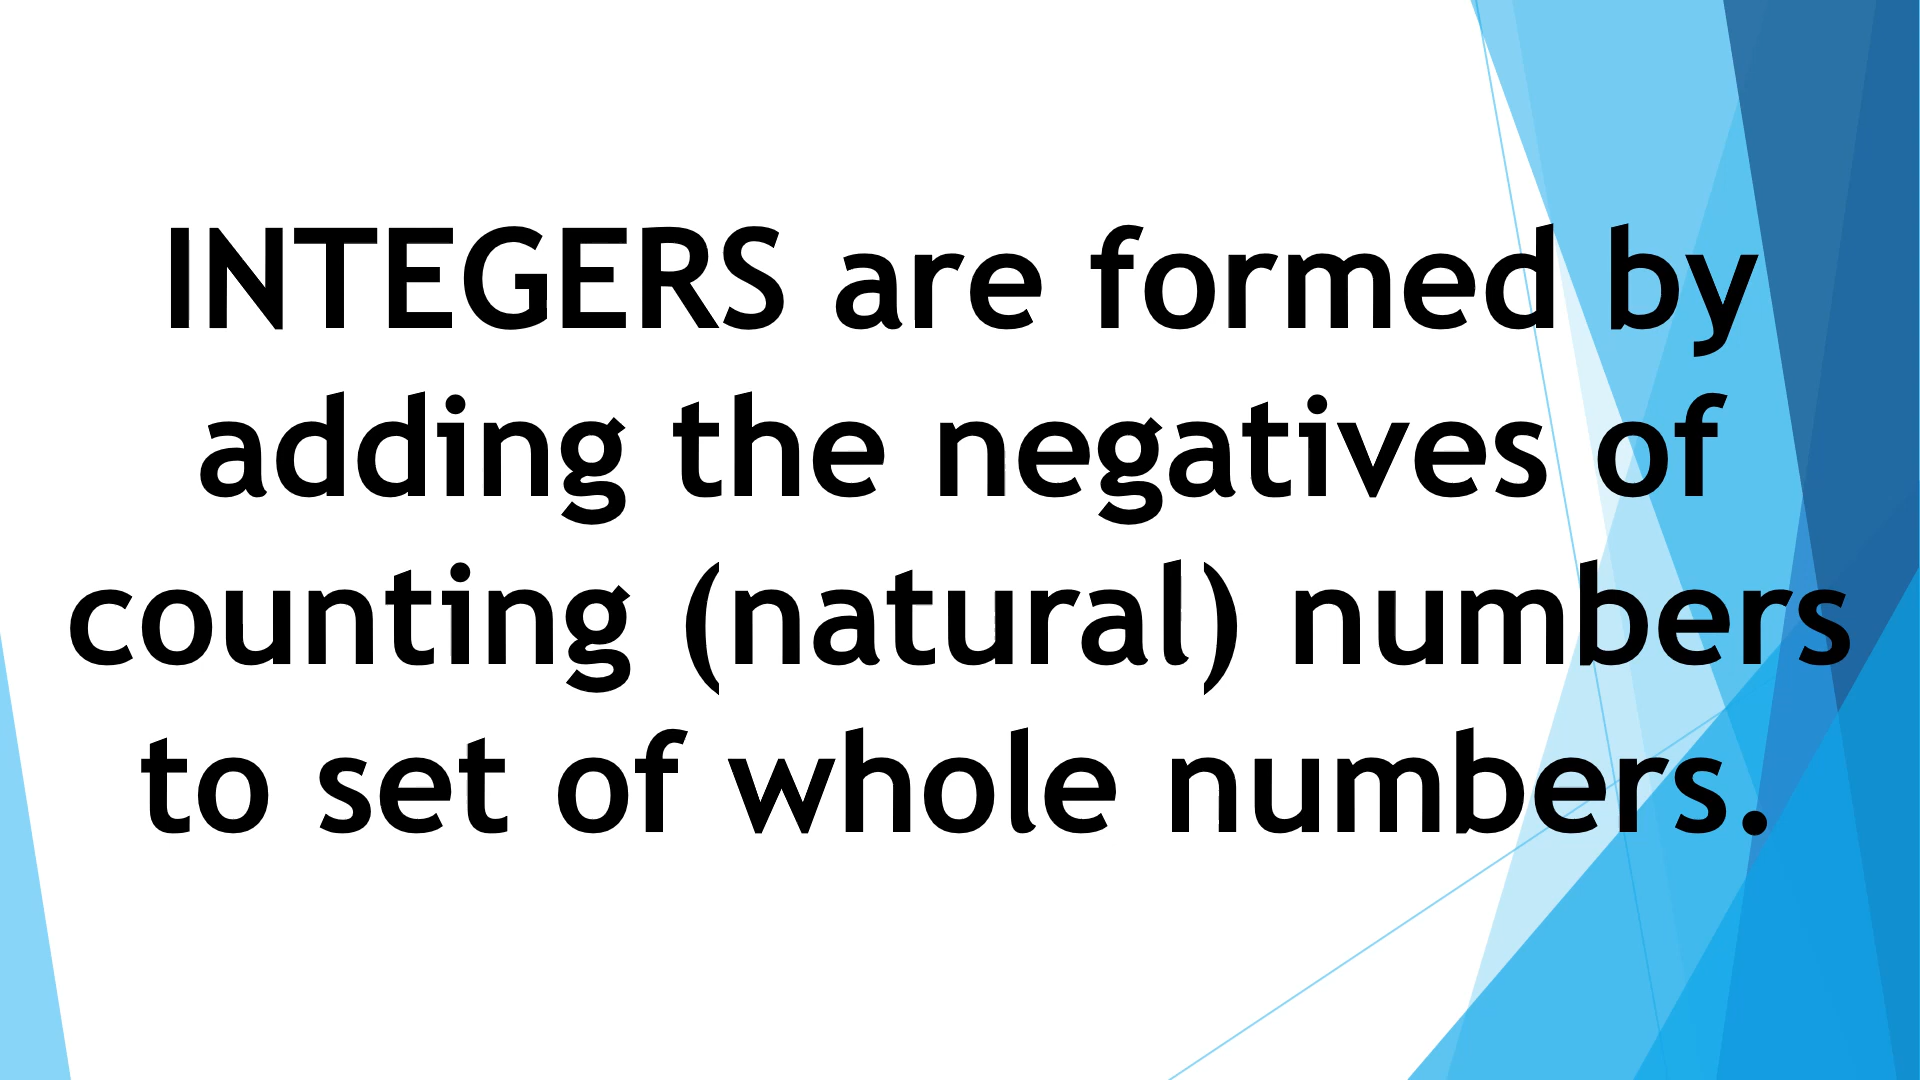 INTEGERS are formed by
adding the negatives of
counting (natural) numbers
to set of whole numbers.